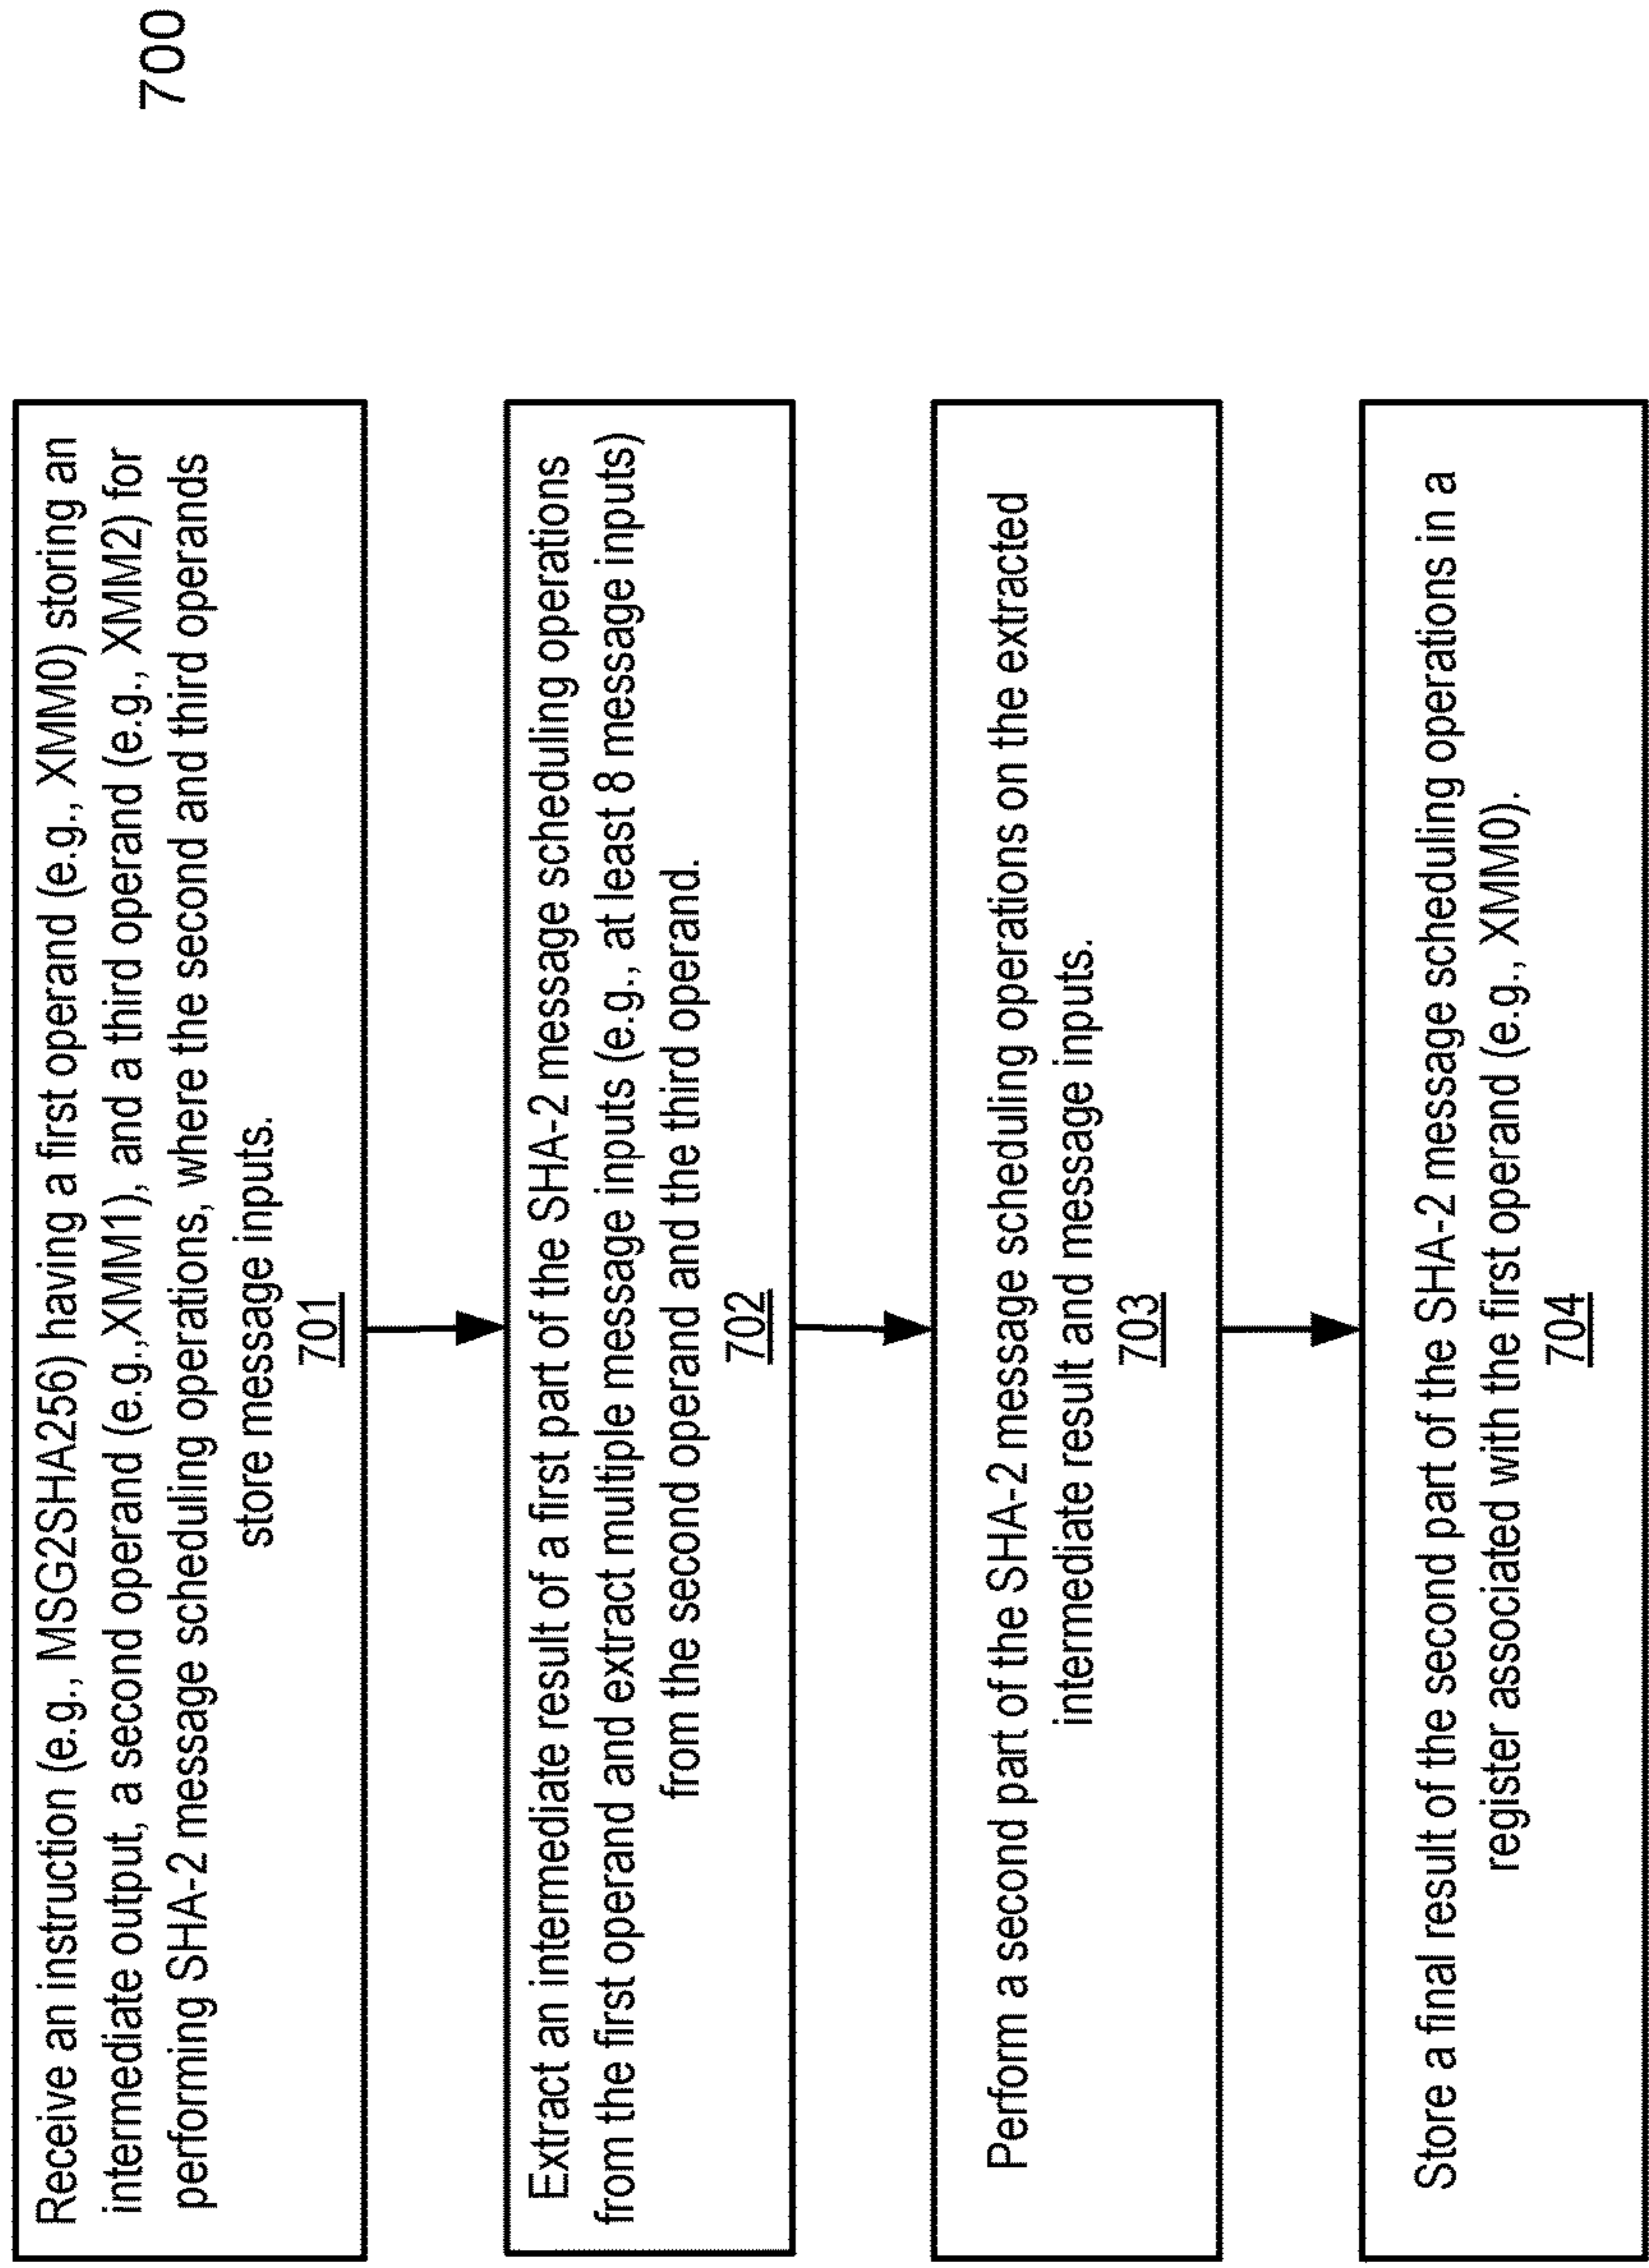 700
Receive an instruction (e.g., MSG2SHA256) having a first operand (e.g., XMM0) storing an
intermediate output, a second operand (e.g.,XMM1), and a third operand (e.g., XMM2) for
performing SHA-2 message scheduling operations, where the second and third operands
store message inputs.
701
Extract an intermediate result of a first part of the SHA-2 message scheduling operations
from the first operand and extract multiple message inputs (e.g., at least 8 message inputs)
from the second operand and the third operand.
702
Perform a second part of the SHA-2 message scheduling operations on the extracted
intermediate result and message inputs.
703
Store a final result of the second part of the SHA-2 message scheduling operations in a
register associated with the first operand (e.g., XMM0).
704